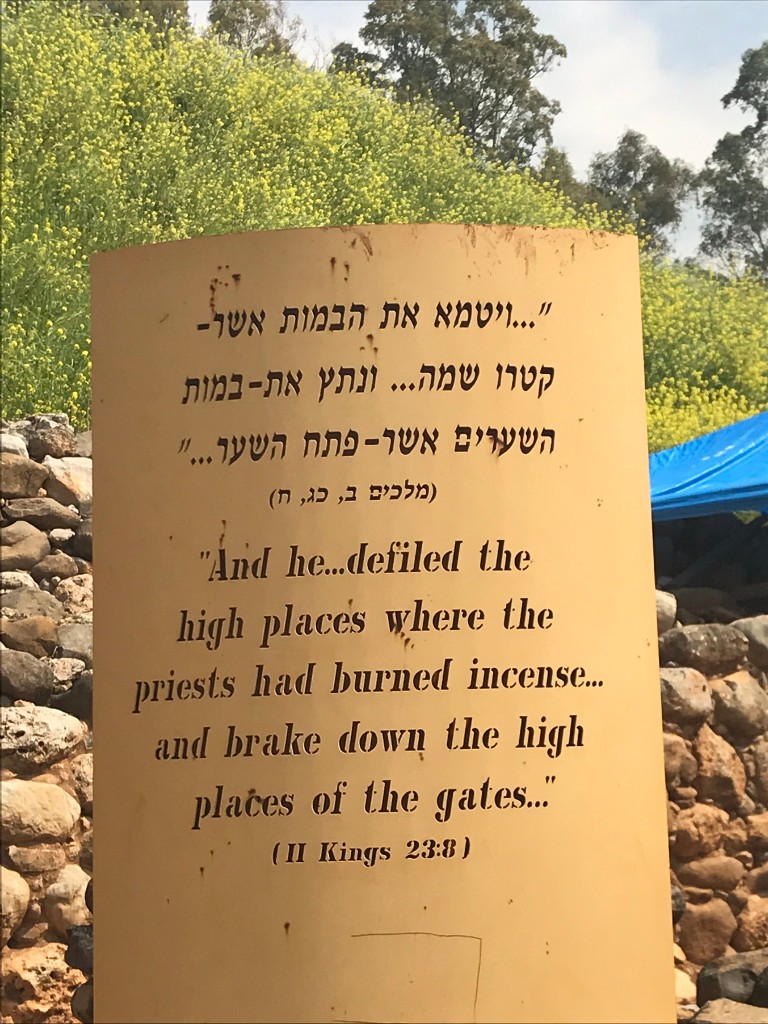 "...ויטמא את הבמות אשר-
קטרו שמה... ונתץ את-במות
השערים אשר-פתח השער..."
(מלכים ב, כג, ח)
"And he...defiled the
high places where the
priests had burned incense...
and brake down the high
places of the gates..."
(II Kings 23:8)